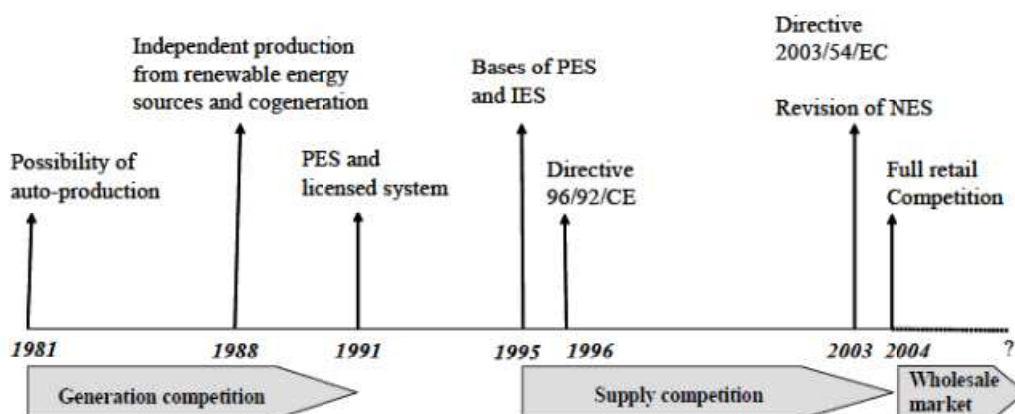 Directive
2003/54/EC
Independent production
from renewable energy
sources and cogeneration
Bases of PES
and IES
Revision of NES
Possibility of
auto-production
PES and
licensed system
Directive
96/92/CE
Full retail
Competition
1981
1988
1991
1995
1996
2003
2004
?
Generation competition
Supply competition
Wholesale
market